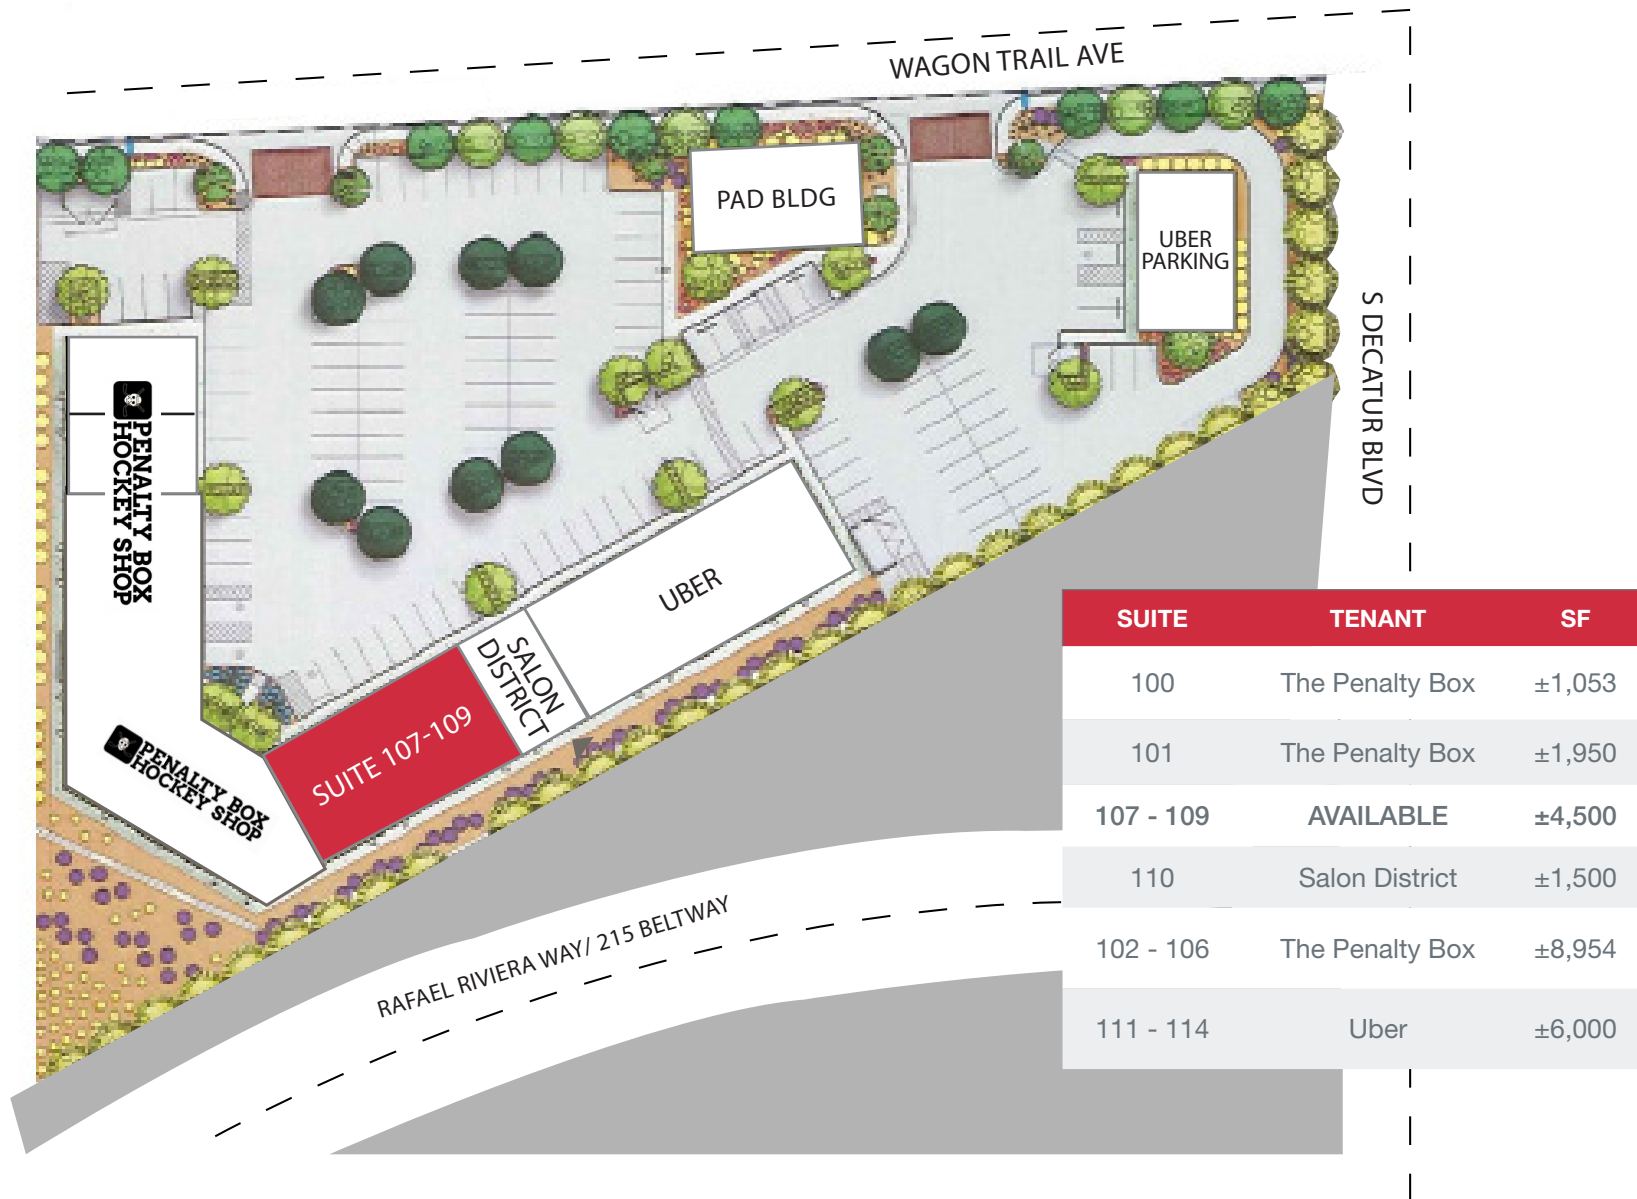 WAGON TRAIL AVE
PAD BLDG
UBER
PARKING
S DECATUR BLVD
PENALTY BOX
HOCKEY SHOP
UBER
SALON
DISTRICT
SUITE 107-109
PENALTY BOX
HOCKEY SHOP
RAFAEL RIVIERA WAY/ 215 BELTWAY
SUITE TENANT SF
100 The Penalty Box ±1,053
101 The Penalty Box ±1,950
107 - 109 AVAILABLE ±4,500
110 Salon District ±1,500
102 - 106 The Penalty Box ±8,954
111 - 114 Uber ±6,000